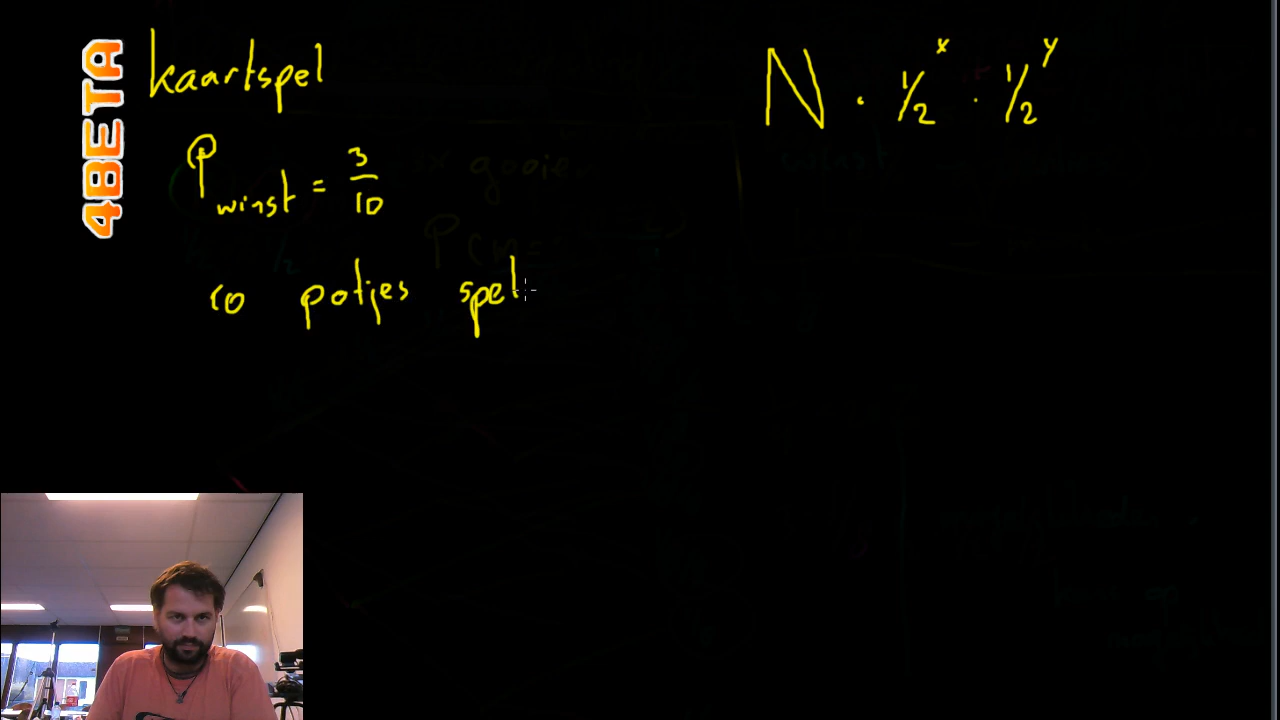 4BETA
kaartspel
P winst = 3/10
10 potjes spel
N · 1/2^x · 1/2^y